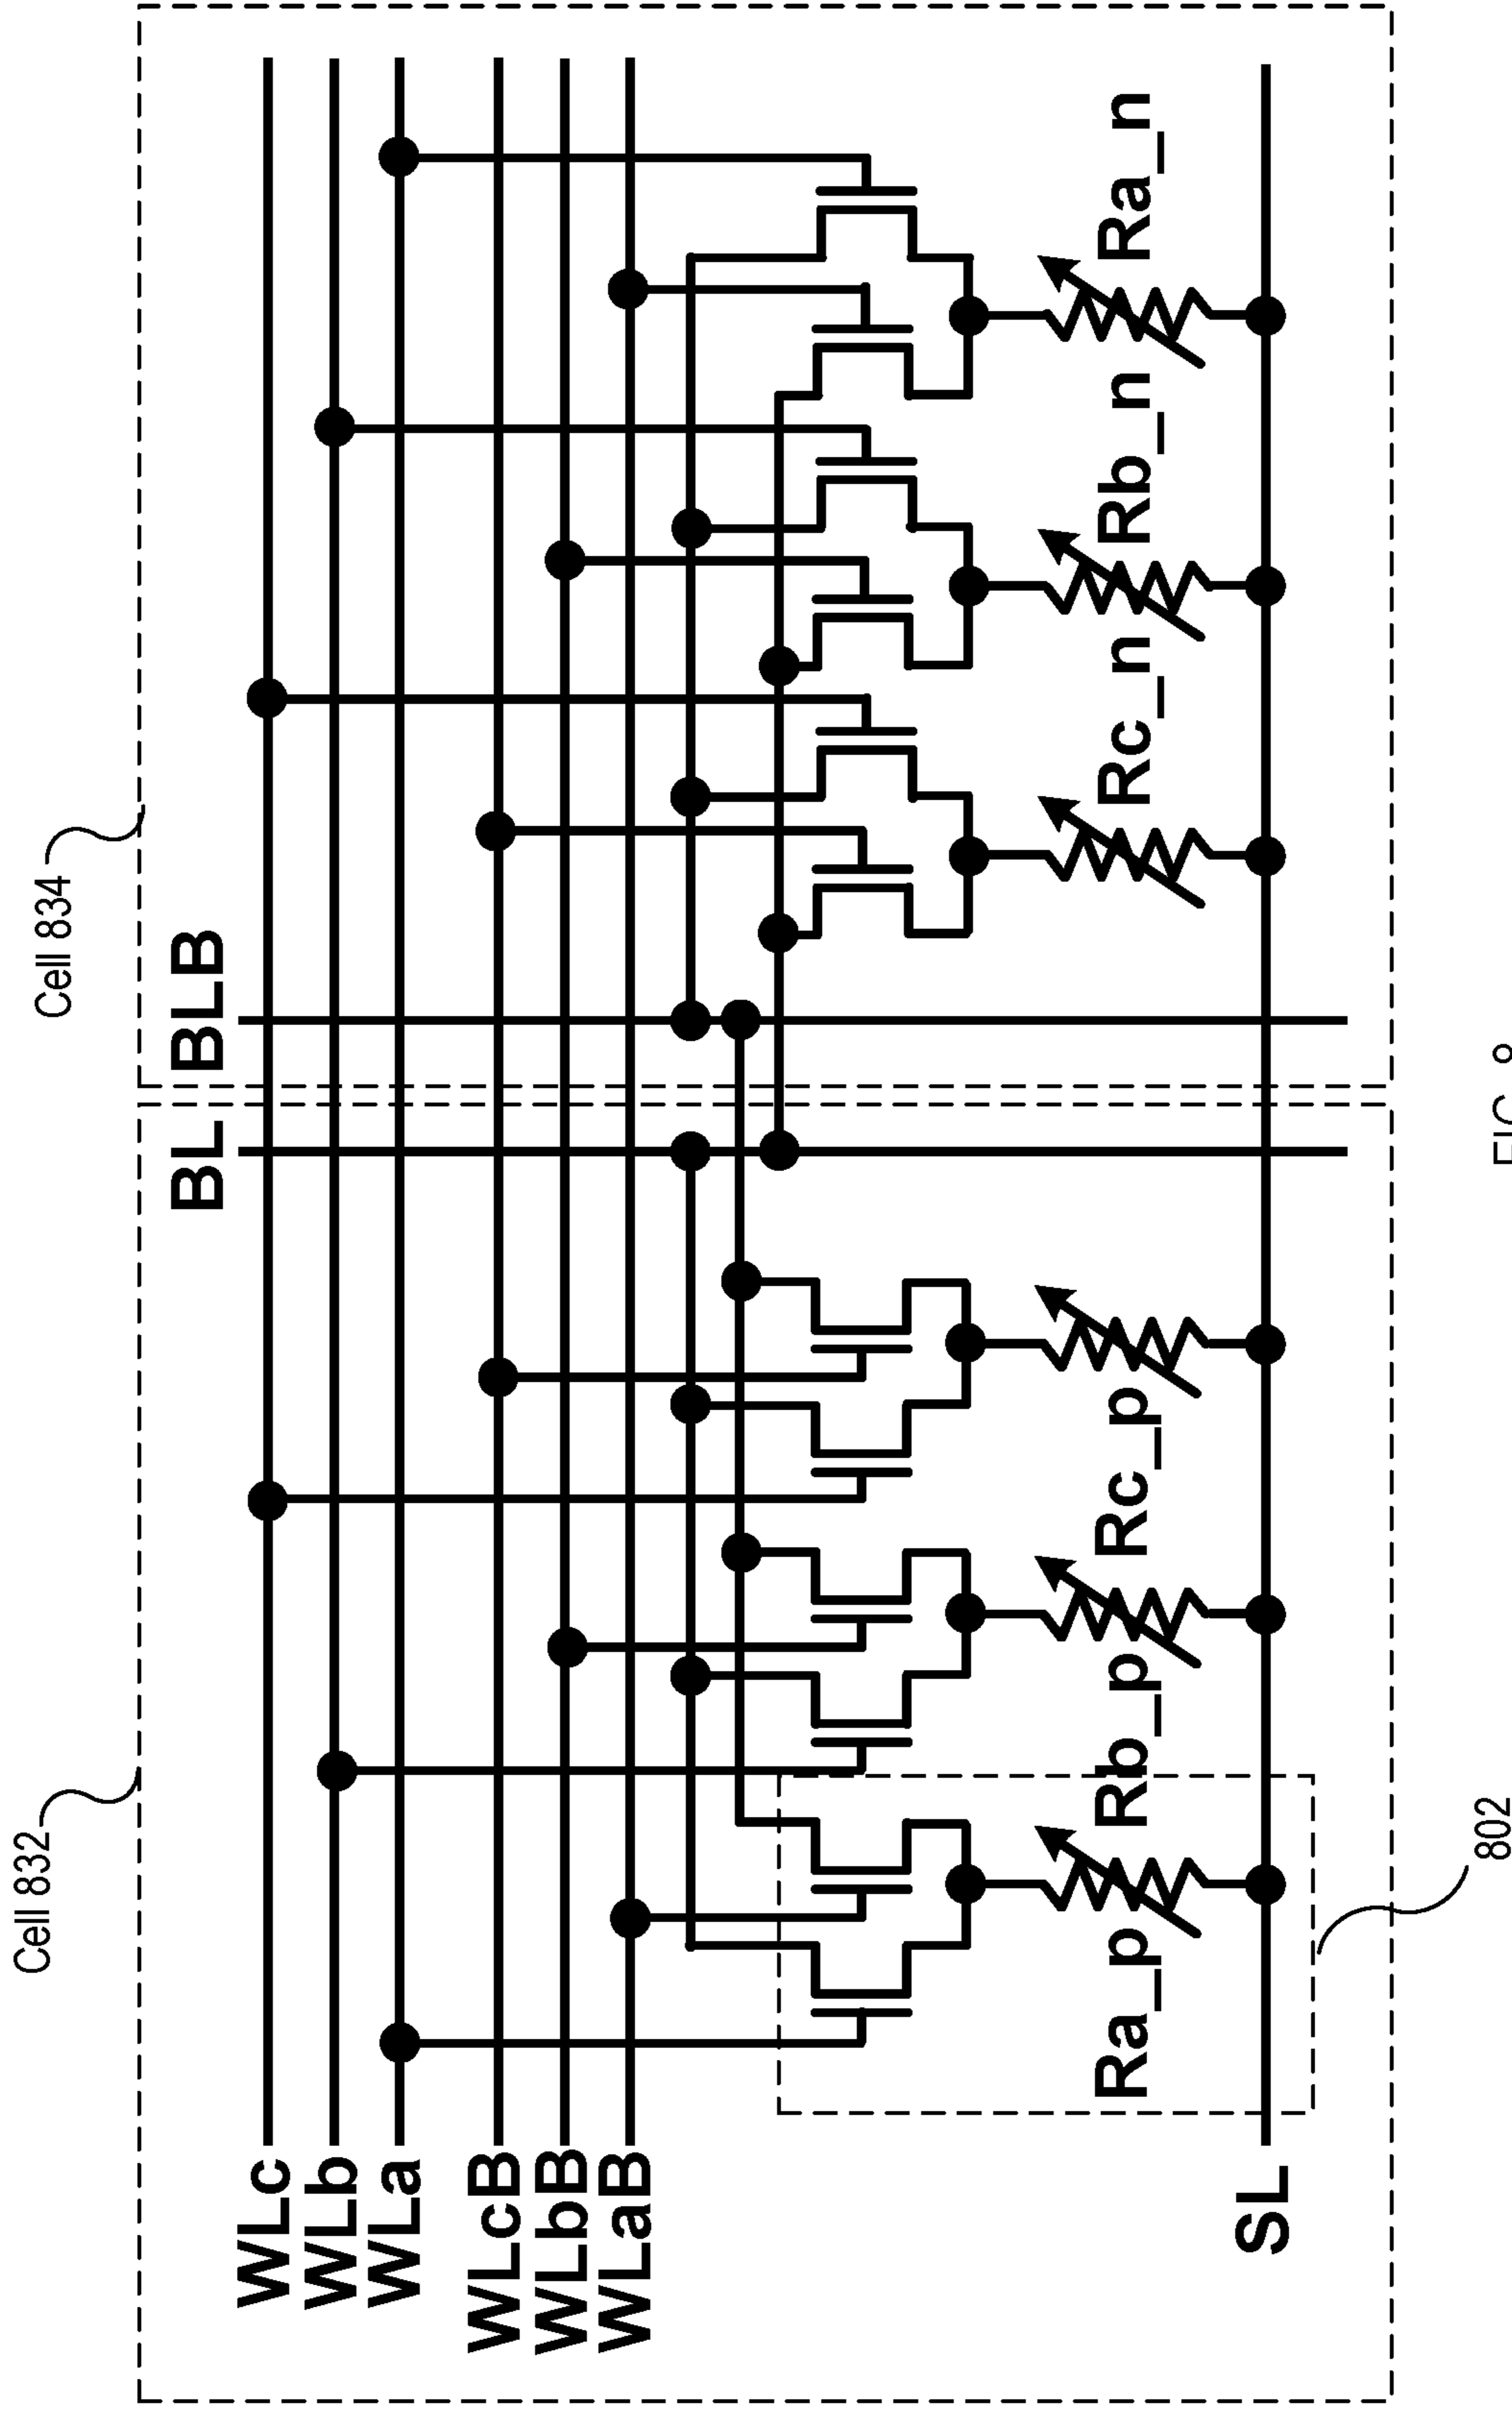 Cell 832
Cell 834
BL
BLB
WLc
WLb
WLa
WLcB
WLbB
WLaB
Ra_p
Rb_p
Rc_p
Rc_n
Rb_n
Ra_n
SL
802